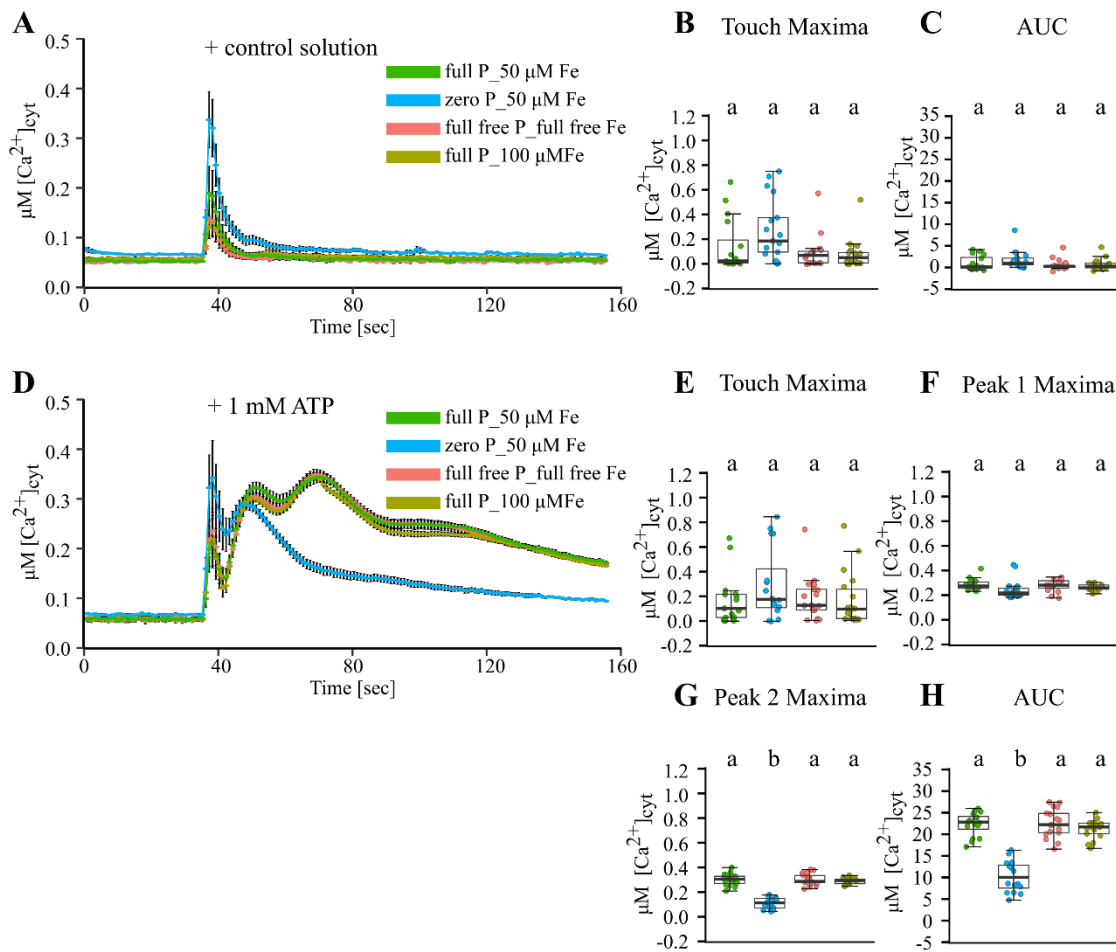 A
+ control solution
full P_50 μM Fe
zero P_50 μM Fe
full free P_full free Fe
full P_100 μMFe
μM [Ca²⁺]cyt
0.5
0.4
0.3
0.2
0.1
0.0
0
40
80
120
160
Time [sec]
B
Touch Maxima
a a a a
μM [Ca²⁺]cyt
1.2
1.0
0.8
0.6
0.4
0.2
0.0
-0.2
C
AUC
a a a a
μM [Ca²⁺]cyt
35
30
25
20
15
10
5
0
-5
D
+ 1 mM ATP
full P_50 μM Fe
zero P_50 μM Fe
full free P_full free Fe
full P_100 μMFe
μM [Ca²⁺]cyt
0.5
0.4
0.3
0.2
0.1
0.0
0
40
80
120
160
Time [sec]
E
Touch Maxima
a a a a
μM [Ca²⁺]cyt
1.2
1.0
0.8
0.6
0.4
0.2
0.0
-0.2
F
Peak 1 Maxima
a a a a
μM [Ca²⁺]cyt
1.2
1.0
0.8
0.6
0.4
0.2
0.0
-0.2
G
Peak 2 Maxima
a b a a
μM [Ca²⁺]cyt
1.2
1.0
0.8
0.6
0.4
0.2
0.0
-0.2
H
AUC
a b a a
μM [Ca²⁺]cyt
35
30
25
20
15
10
5
0
-5